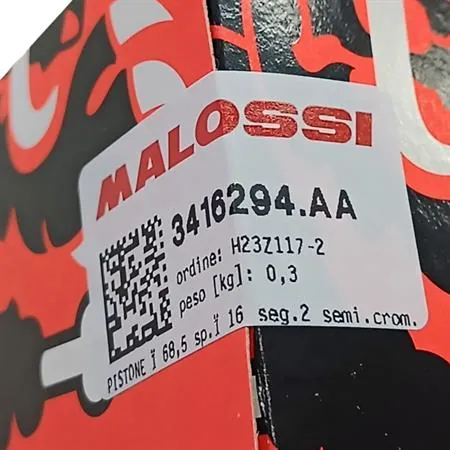 MALOSSI
3416294.AA
ordine: H23Z117-2
peso [kg]: 0,3
PISTONE Ï 68,5 sp.Ï 16 seg.2 semi.crom.